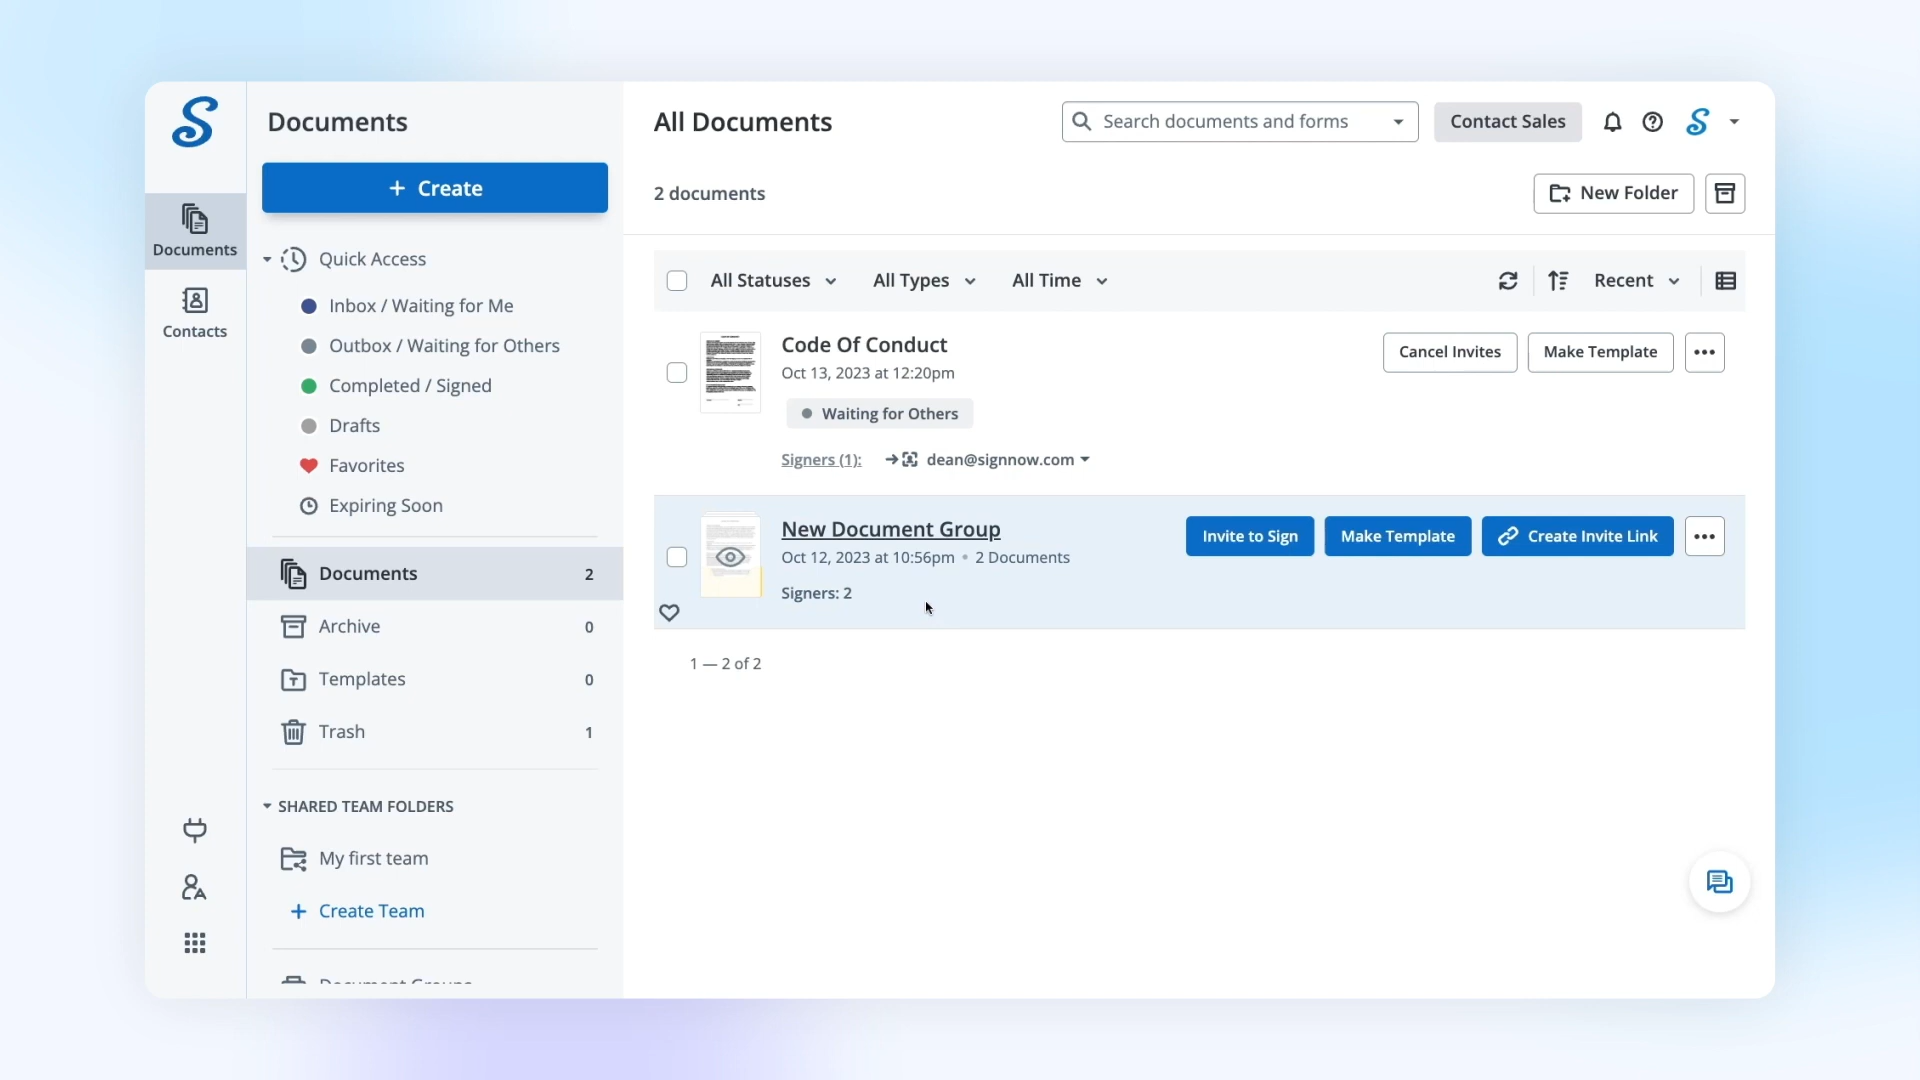 Documents
Contacts
Documents
+ Create
Quick Access
Inbox / Waiting for Me
Outbox / Waiting for Others
Completed / Signed
Drafts
Favorites
Expiring Soon
Documents 2
Archive 0
Templates 0
Trash 1
SHARED TEAM FOLDERS
My first team
+ Create Team
Document Groups
All Documents
Search documents and forms
Contact Sales
2 documents
New Folder
All Statuses All Types All Time Recent
Code Of Conduct
Oct 13, 2023 at 12:20pm
Cancel Invites Make Template
Waiting for Others
Signers (1): dean@signnow.com
New Document Group
Oct 12, 2023 at 10:56pm • 2 Documents
Signers: 2
Invite to Sign Make Template Create Invite Link
1 — 2 of 2